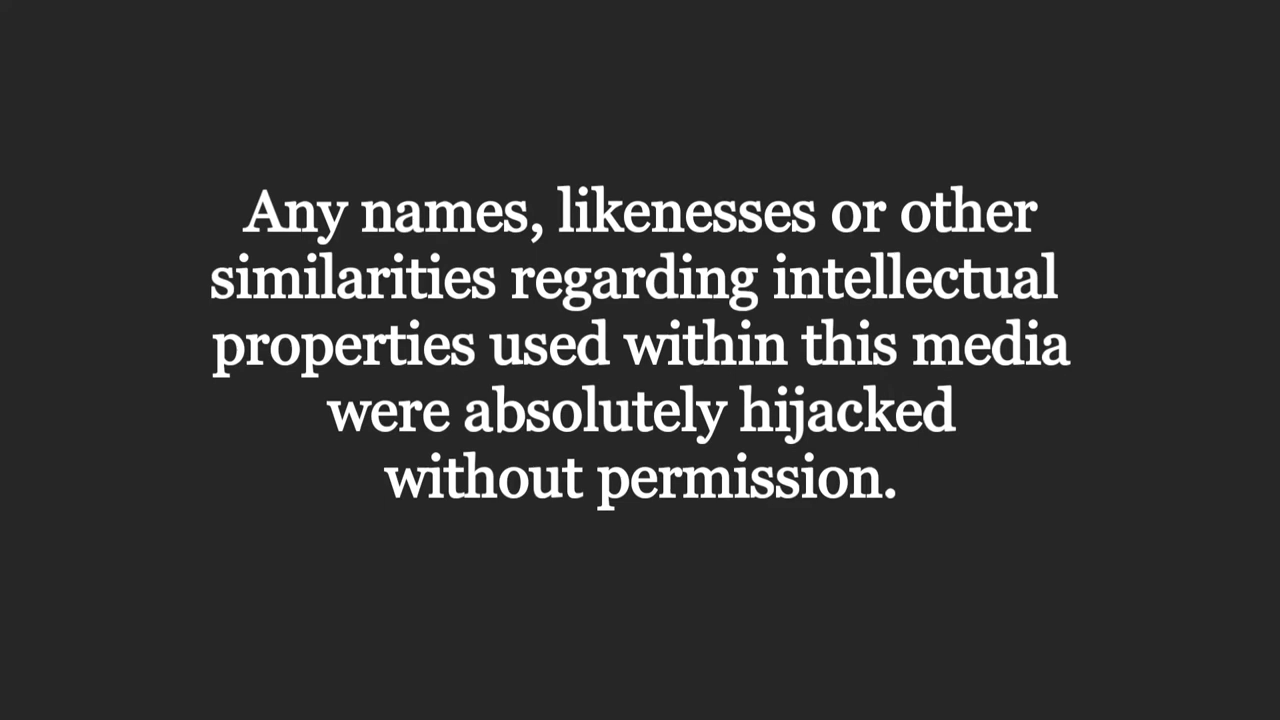 Any names, likenesses or other
similarities regarding intellectual
properties used within this media
were absolutely hijacked
without permission.